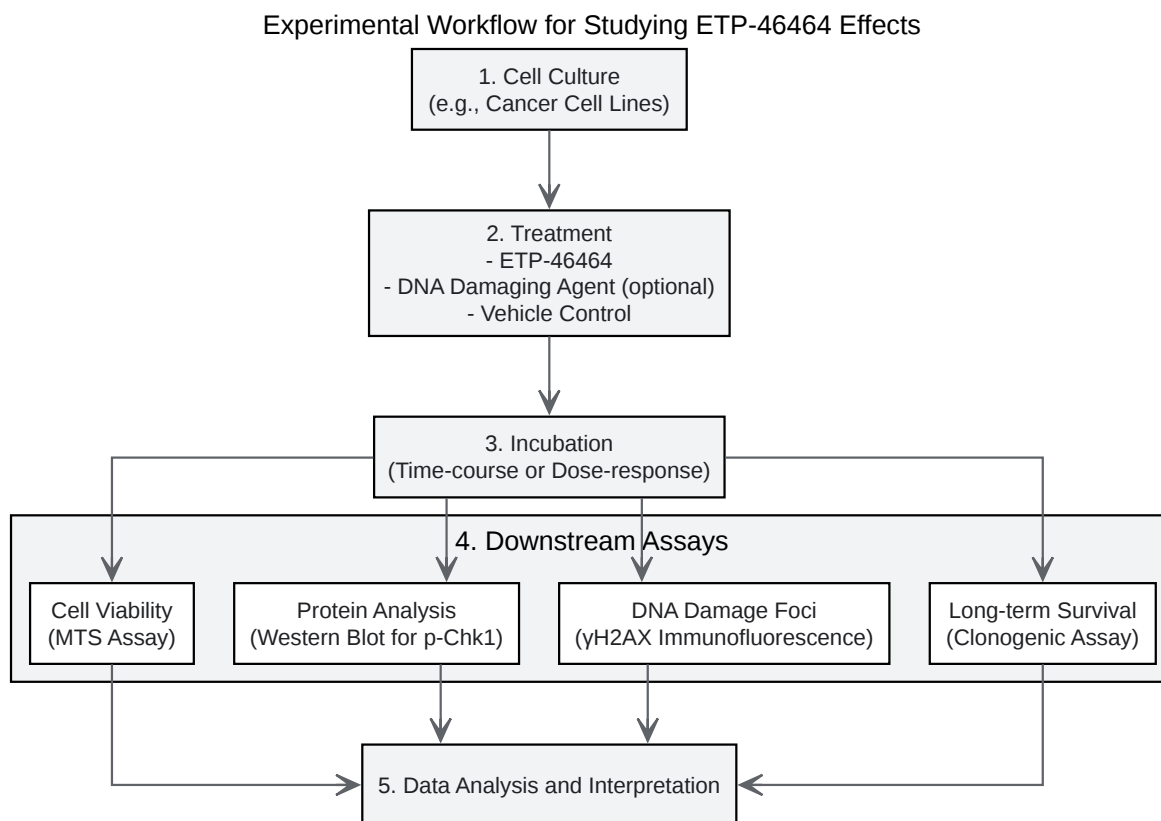 Experimental Workflow for Studying ETP-46464 Effects
1. Cell Culture
(e.g., Cancer Cell Lines)
2. Treatment
- ETP-46464
- DNA Damaging Agent (optional)
- Vehicle Control
3. Incubation
(Time-course or Dose-response)
4. Downstream Assays
Cell Viability
(MTS Assay)
Protein Analysis
(Western Blot for p-Chk1)
DNA Damage Foci
(γH2AX Immunofluorescence)
Long-term Survival
(Clonogenic Assay)
5. Data Analysis and Interpretation